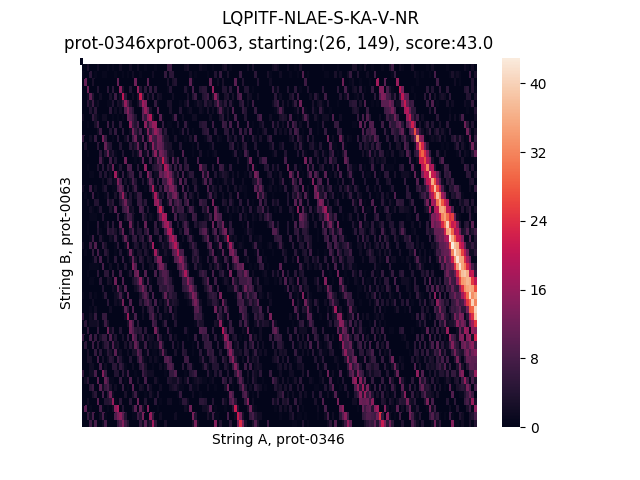 LQPITF-NLAE-S-KA-V-NR
prot-0346xprot-0063, starting:(26, 149), score:43.0
String B, prot-0063
String A, prot-0346
40
32
24
16
8
0